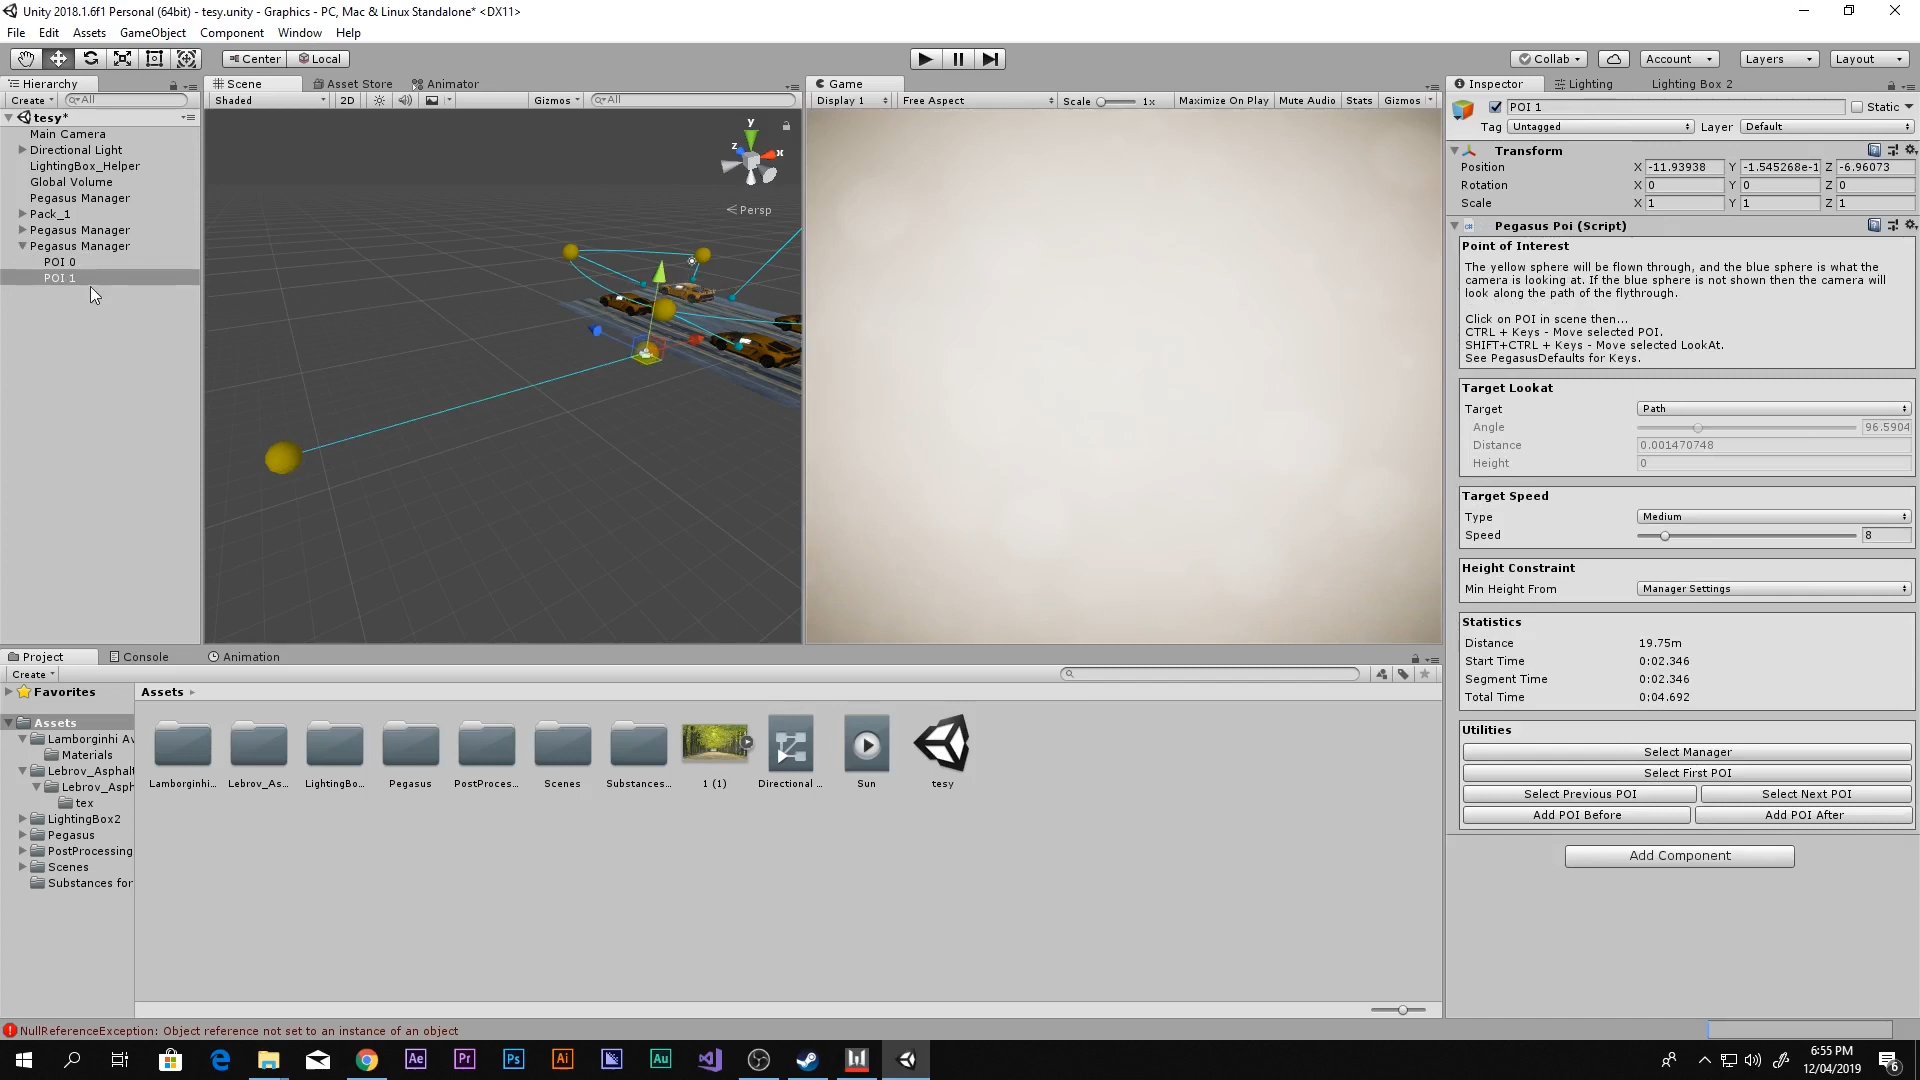 Unity 2018.1.6f1 Personal (64bit) - tesy.unity - Graphics - PC, Mac & Linux Standalone* <DX11>
File Edit Assets GameObject Component Window Help
Center Local Collab Account Layers Layout
Hierarchy Scene Asset Store Animator Game Inspector Lighting Lighting Box 2
Create All Shaded 2D Gizmos All Display 1 Free Aspect Scale 1x Maximize On Play Mute Audio Stats Gizmos
POI 1 Static
Tag Untagged Layer Default
tesy*
Main Camera
Directional Light
LightingBox_Helper
Global Volume
Pegasus Manager
Pack_1
Pegasus Manager
Pegasus Manager
POI 0
POI 1
y
z x
Persp
Transform
Position X -11.93938 Y -1.545268e-1 Z -6.96073
Rotation X 0 Y 0 Z 0
Scale X 1 Y 1 Z 1
Pegasus Poi (Script)
Point of Interest
The yellow sphere will be flown through, and the blue sphere is what the
camera is looking at. If the blue sphere is not shown then the camera will
look along the path of the flythrough.
Click on POI in scene then...
CTRL + Keys - Move selected POI.
SHIFT+CTRL + Keys - Move selected LookAt.
See PegasusDefaults for Keys.
Target Lookat
Target Path
Angle 96.5904
Distance 0.001470748
Height 0
Target Speed
Type Medium
Speed 8
Height Constraint
Min Height From Manager Settings
Statistics
Distance 19.75m
Start Time 0:02.346
Segment Time 0:02.346
Total Time 0:04.692
Utilities
Select Manager
Select First POI
Select Previous POI Select Next POI
Add POI Before Add POI After
Add Component
Project Console Animation
Create
Favorites
Assets
Lamborginhi Av
Materials
Lebrov_Asphalt
Lebrov_Asph
tex
LightingBox2
Pegasus
PostProcessing
Scenes
Substances for
Assets
Lamborginhi... Lebrov_As... LightingBo... Pegasus PostProces... Scenes Substances... 1 (1) Directional ... Sun tesy
NullReferenceException: Object reference not set to an instance of an object
Ae Pr Ps Ai Au
6:55 PM
12/04/2019
6